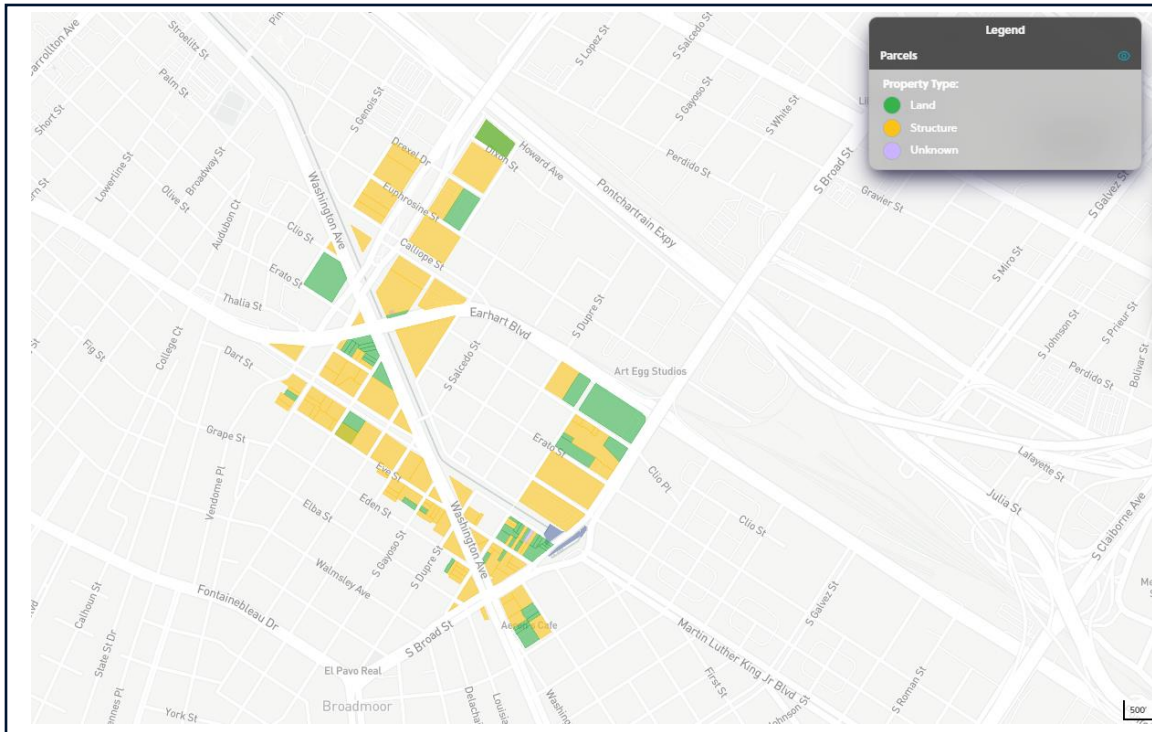 Legend
Parcels
Property Type:
Land
Structure
Unknown
Stroelitz St
Palm St
Short St
Lowerline St
Broadway St
Olive St
Audubon Ct
Clio St
Erato St
Thalia St
S Genois St
Washington Ave
Drexel Dr
Dixon St
Euphrosine St
Calliope St
Howard Ave
Pontchartrain Expy
S Lopez St
S Salcedo St
S Gayoso St
S White St
Perdido St
S Broad St
Gravier St
S Galvez St
S Miro St
S Johnson St
S Prieur St
Bolivar St
Perdido St
Earhart Blvd
S Dupre St
S Salcedo St
Art Egg Studios
Fig St
College Ct
Dart St
Grape St
Vendome Pl
Eve St
Eden St
Elba St
S Gayoso St
S Dupre St
Walmsley Ave
Washington Ave
Erato St
Clio Pl
Clio St
Lafayette St
Julia St
S Claiborne Ave
Fontainebleau Dr
Calhoun St
State St Dr
S Broad St
El Pavo Real
Broadmoor
York St
Martin Luther King Jr Blvd
S Galvez St
First St
S Roman St
500'